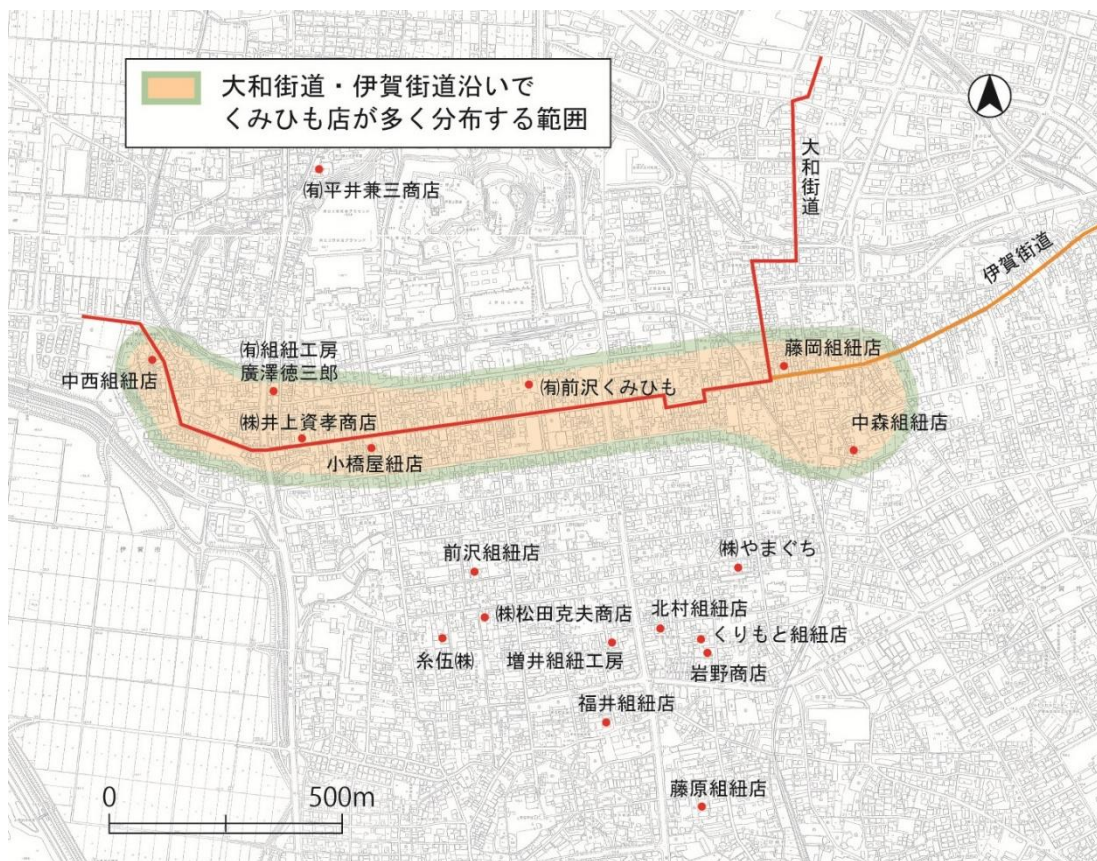 大和街道・伊賀街道沿いで
くみひも店が多く分布する範囲
大和街道
㈲平井兼三商店
伊賀街道
㈲組紐工房
廣澤徳三郎
藤岡組紐店
中西組紐店
㈲前沢くみひも
㈱井上資孝商店
中森組紐店
小橋屋紐店
前沢組紐店
㈱やまぐち
㈱松田克夫商店
北村組紐店
くりもと組紐店
糸伍㈱
増井組紐工房
岩野商店
福井組紐店
藤原組紐店
0
500m